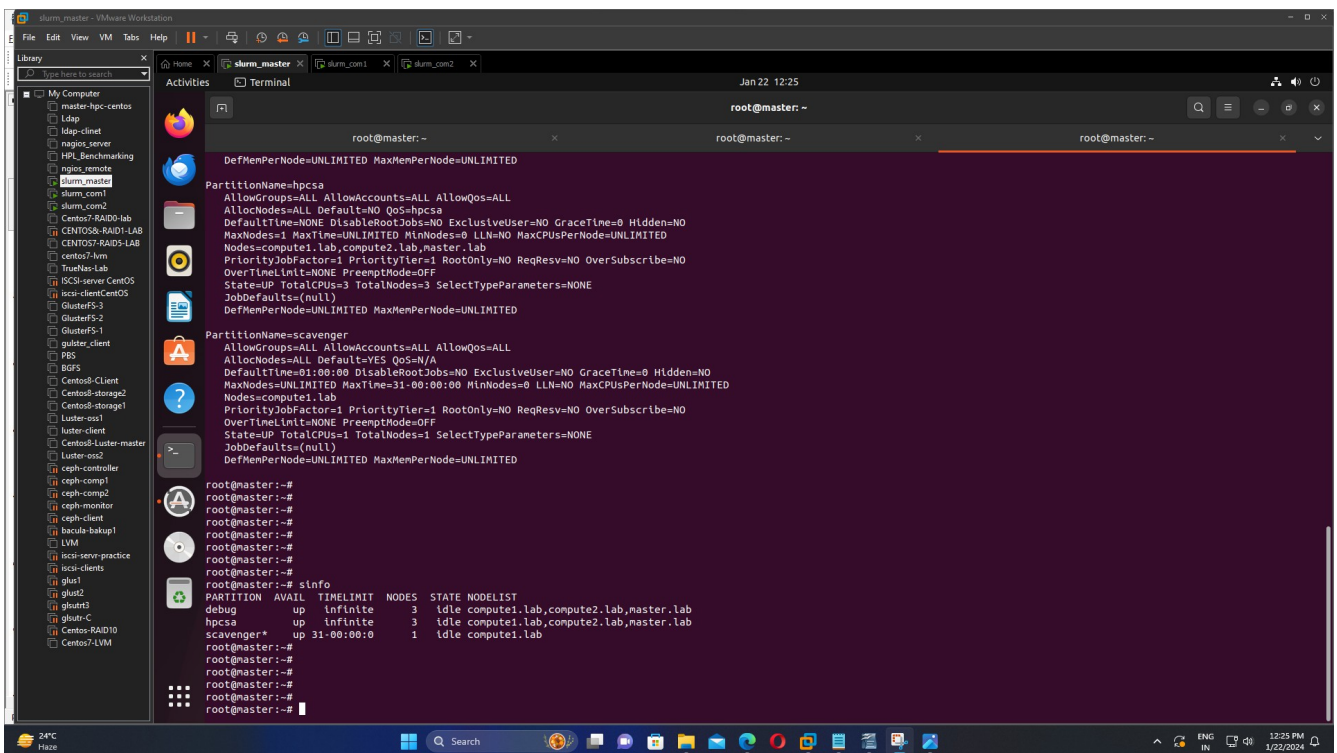 slurm_master - VMware Workstation
File Edit View VM Tabs Help
Library
Type here to search
My Computer
master-hpc-centos
Ldap
ldap-clinet
nagios_server
HPL_Benchmarking
ngios_remote
slurm_master
slurm_com1
slurm_com2
Centos7-RAID0-lab
CENTOS&-RAID1-LAB
CENTOS7-RAID5-LAB
centos7-lvm
TrueNas-Lab
ISCSI-server CentOS
iscsi-clientCentOS
GlusterFS-3
GlusterFS-2
GlusterFS-1
gulster_client
PBS
BGFS
Centos8-CLient
Centos8-storage2
Centos8-storage1
Luster-oss1
luster-client
Centos8-Luster-master
Luster-oss2
ceph-controller
ceph-comp1
ceph-comp2
ceph-monitor
ceph-client
bacula-bakup1
LVM
iscsi-servr-practice
iscsi-clients
glus1
glust2
glsutrt3
glsutr-C
Centos-RAID10
Centos7-LVM
Home slurm_master slurm_com1 slurm_com2
Activities Terminal Jan 22 12:25
root@master: ~
root@master: ~ root@master: ~ root@master: ~
DefMemPerNode=UNLIMITED MaxMemPerNode=UNLIMITED
PartitionName=hpcsa
AllowGroups=ALL AllowAccounts=ALL AllowQos=ALL
AllocNodes=ALL Default=NO QoS=hpcsa
DefaultTime=NONE DisableRootJobs=NO ExclusiveUser=NO GraceTime=0 Hidden=NO
MaxNodes=1 MaxTime=UNLIMITED MinNodes=0 LLN=NO MaxCPUsPerNode=UNLIMITED
Nodes=compute1.lab,compute2.lab,master.lab
PriorityJobFactor=1 PriorityTier=1 RootOnly=NO ReqResv=NO OverSubscribe=NO
OverTimeLimit=NONE PreemptMode=OFF
State=UP TotalCPUs=3 TotalNodes=3 SelectTypeParameters=NONE
JobDefaults=(null)
DefMemPerNode=UNLIMITED MaxMemPerNode=UNLIMITED
PartitionName=scavenger
AllowGroups=ALL AllowAccounts=ALL AllowQos=ALL
AllocNodes=ALL Default=YES QoS=N/A
DefaultTime=01:00:00 DisableRootJobs=NO ExclusiveUser=NO GraceTime=0 Hidden=NO
MaxNodes=UNLIMITED MaxTime=31-00:00:00 MinNodes=0 LLN=NO MaxCPUsPerNode=UNLIMITED
Nodes=compute1.lab
PriorityJobFactor=1 PriorityTier=1 RootOnly=NO ReqResv=NO OverSubscribe=NO
OverTimeLimit=NONE PreemptMode=OFF
State=UP TotalCPUs=1 TotalNodes=1 SelectTypeParameters=NONE
JobDefaults=(null)
DefMemPerNode=UNLIMITED MaxMemPerNode=UNLIMITED
root@master:~#
root@master:~#
root@master:~#
root@master:~#
root@master:~#
root@master:~#
root@master:~#
root@master:~#
root@master:~# sinfo
PARTITION AVAIL TIMELIMIT NODES STATE NODELIST
debug up infinite 3 idle compute1.lab,compute2.lab,master.lab
hpcsa up infinite 3 idle compute1.lab,compute2.lab,master.lab
scavenger* up 31-00:00:0 1 idle compute1.lab
root@master:~#
root@master:~#
root@master:~#
root@master:~#
root@master:~#
root@master:~#
24°C
Haze
Search
ENG
IN
12:25 PM
1/22/2024